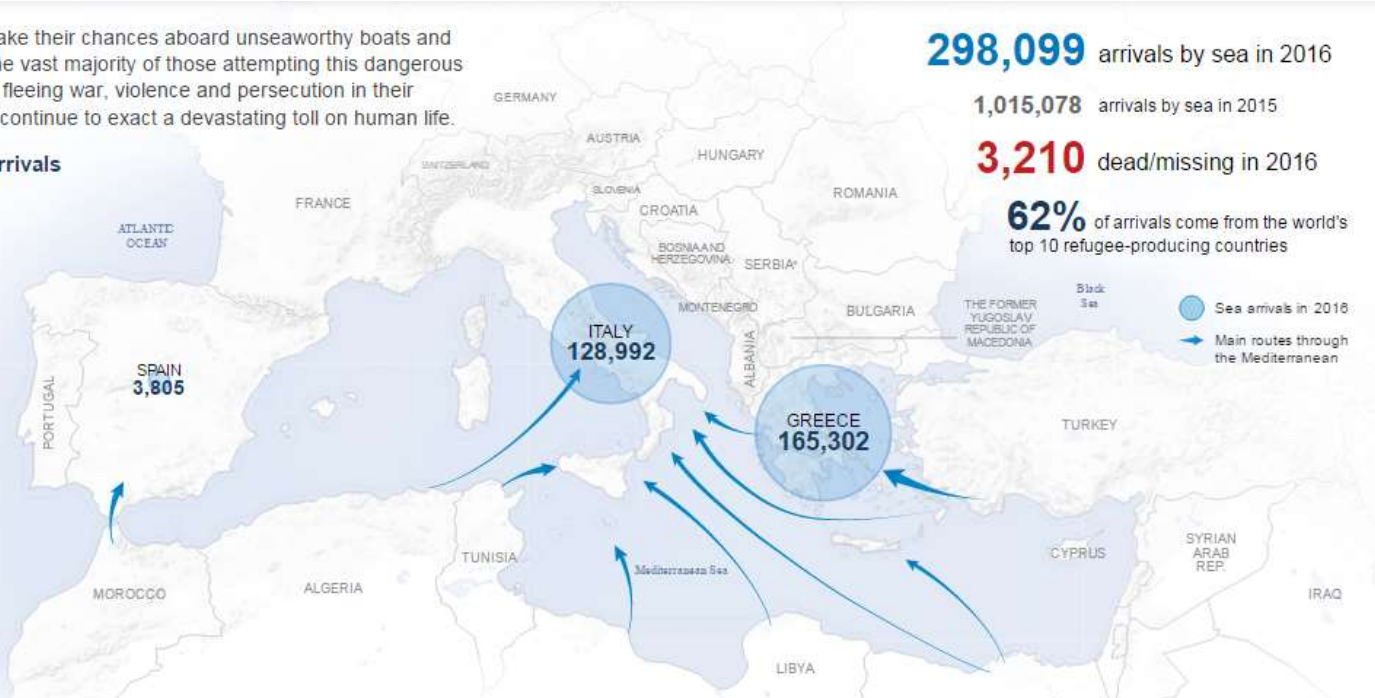 ake their chances aboard unseaworthy boats and
e vast majority of those attempting this dangerous
fleeing war, violence and persecution in their
continue to exact a devastating toll on human life.
rrivals
298,099 arrivals by sea in 2016
1,015,078 arrivals by sea in 2015
3,210 dead/missing in 2016
62% of arrivals come from the world's
top 10 refugee-producing countries
Sea arrivals in 2016
Main routes through
the Mediterranean
GERMANY
AUSTRIA
SWITZERLAND
HUNGARY
SLOVENIA
ROMANIA
FRANCE
CROATIA
ATLANTIC
OCEAN
BOSNIA AND
HERZEGOVINA
SERBIA*
Black
Sea
MONTENEGRO
BULGARIA
THE FORMER
YUGOSLAV
REPUBLIC OF
MACEDONIA
ITALY
128,992
ALBANIA
SPAIN
3,805
PORTUGAL
GREECE
165,302
TURKEY
TUNISIA
Mediterranean Sea
CYPRUS
SYRIAN
ARAB
REP.
MOROCCO
ALGERIA
IRAQ
LIBYA